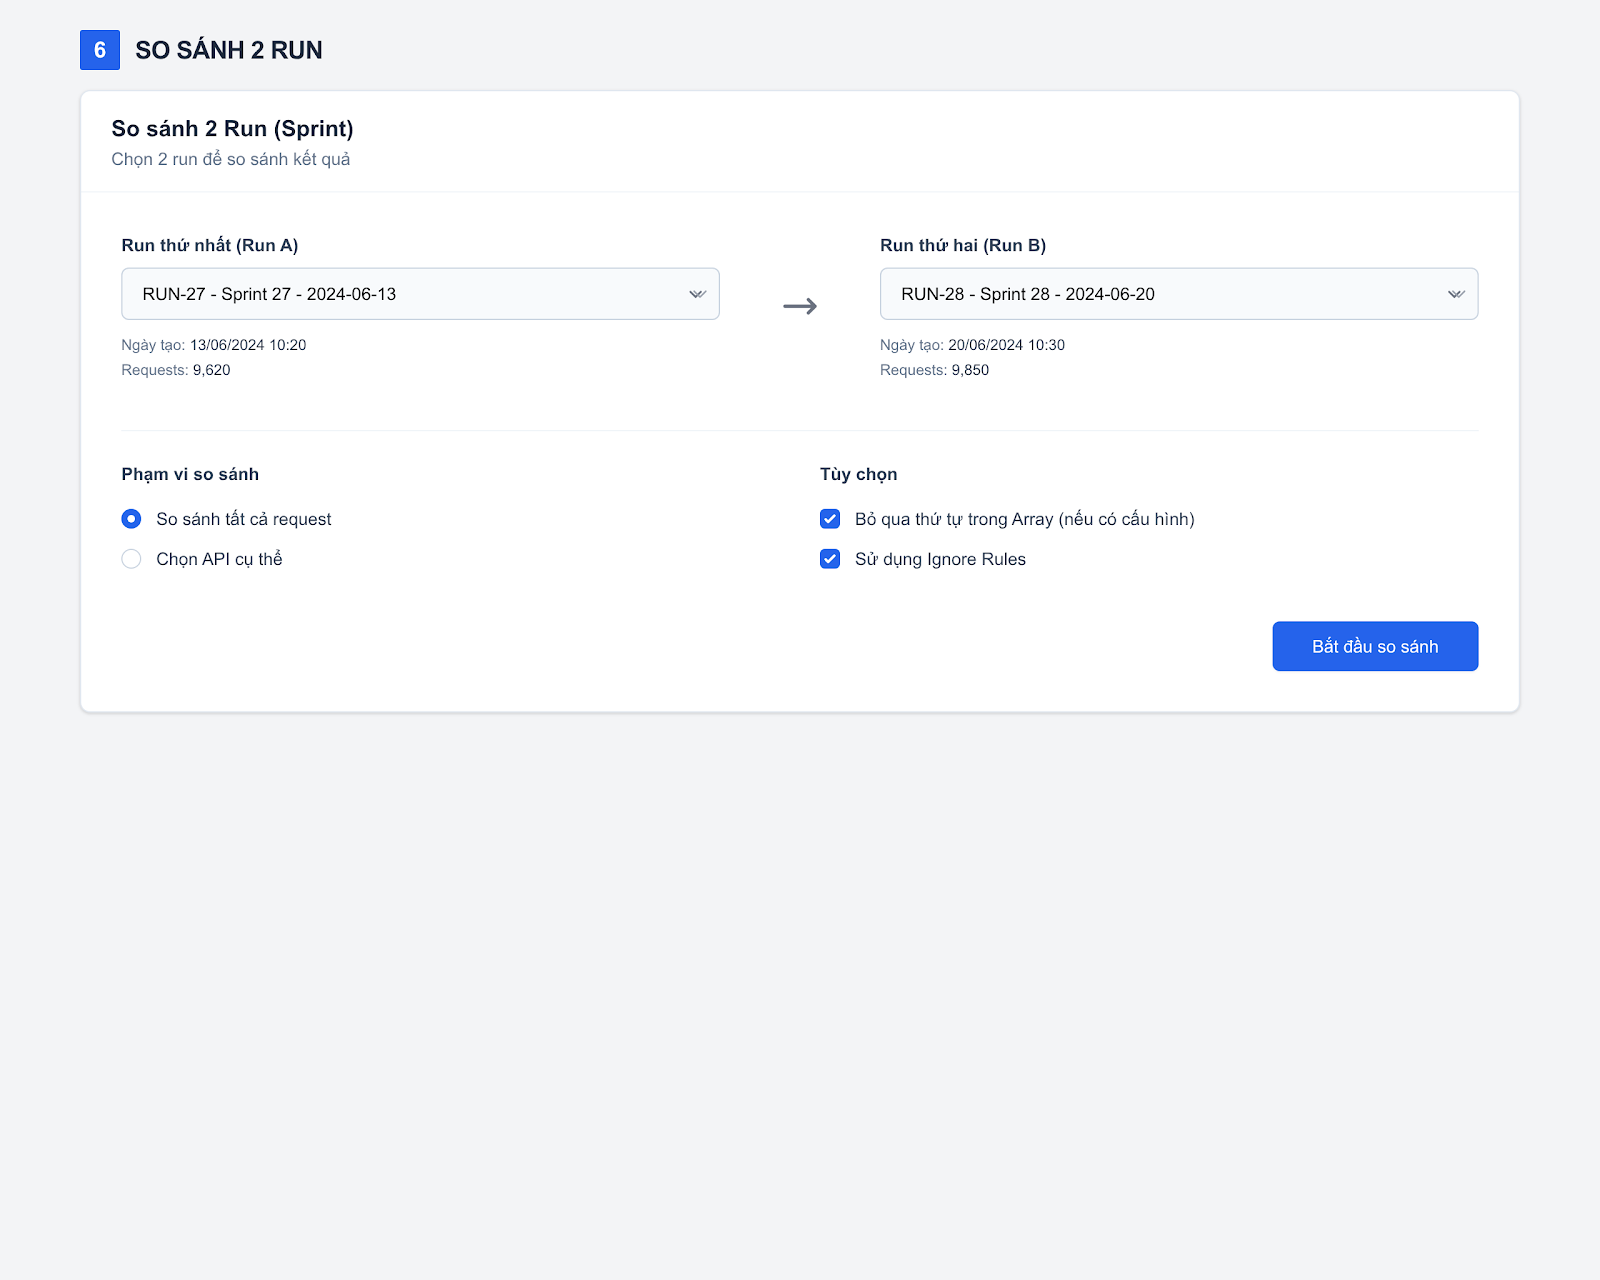 6 SO SÁNH 2 RUN
So sánh 2 Run (Sprint)
Chọn 2 run để so sánh kết quả
Run thứ nhất (Run A)
RUN-27 - Sprint 27 - 2024-06-13
Ngày tạo: 13/06/2024 10:20
Requests: 9,620
Run thứ hai (Run B)
RUN-28 - Sprint 28 - 2024-06-20
Ngày tạo: 20/06/2024 10:30
Requests: 9,850
Phạm vi so sánh
So sánh tất cả request
Chọn API cụ thể
Tùy chọn
Bỏ qua thứ tự trong Array (nếu có cấu hình)
Sử dụng Ignore Rules
Bắt đầu so sánh